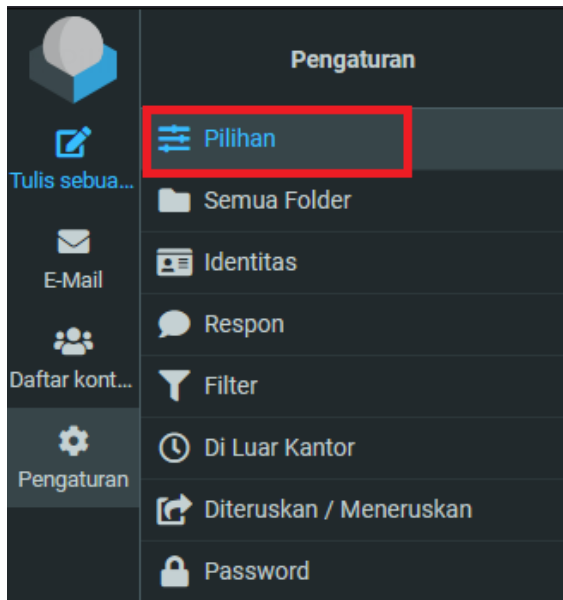 Tulis sebua...
E-Mail
Daftar kont...
Pengaturan
Pengaturan
Pilihan
Semua Folder
Identitas
Respon
Filter
Di Luar Kantor
Diteruskan / Meneruskan
Password